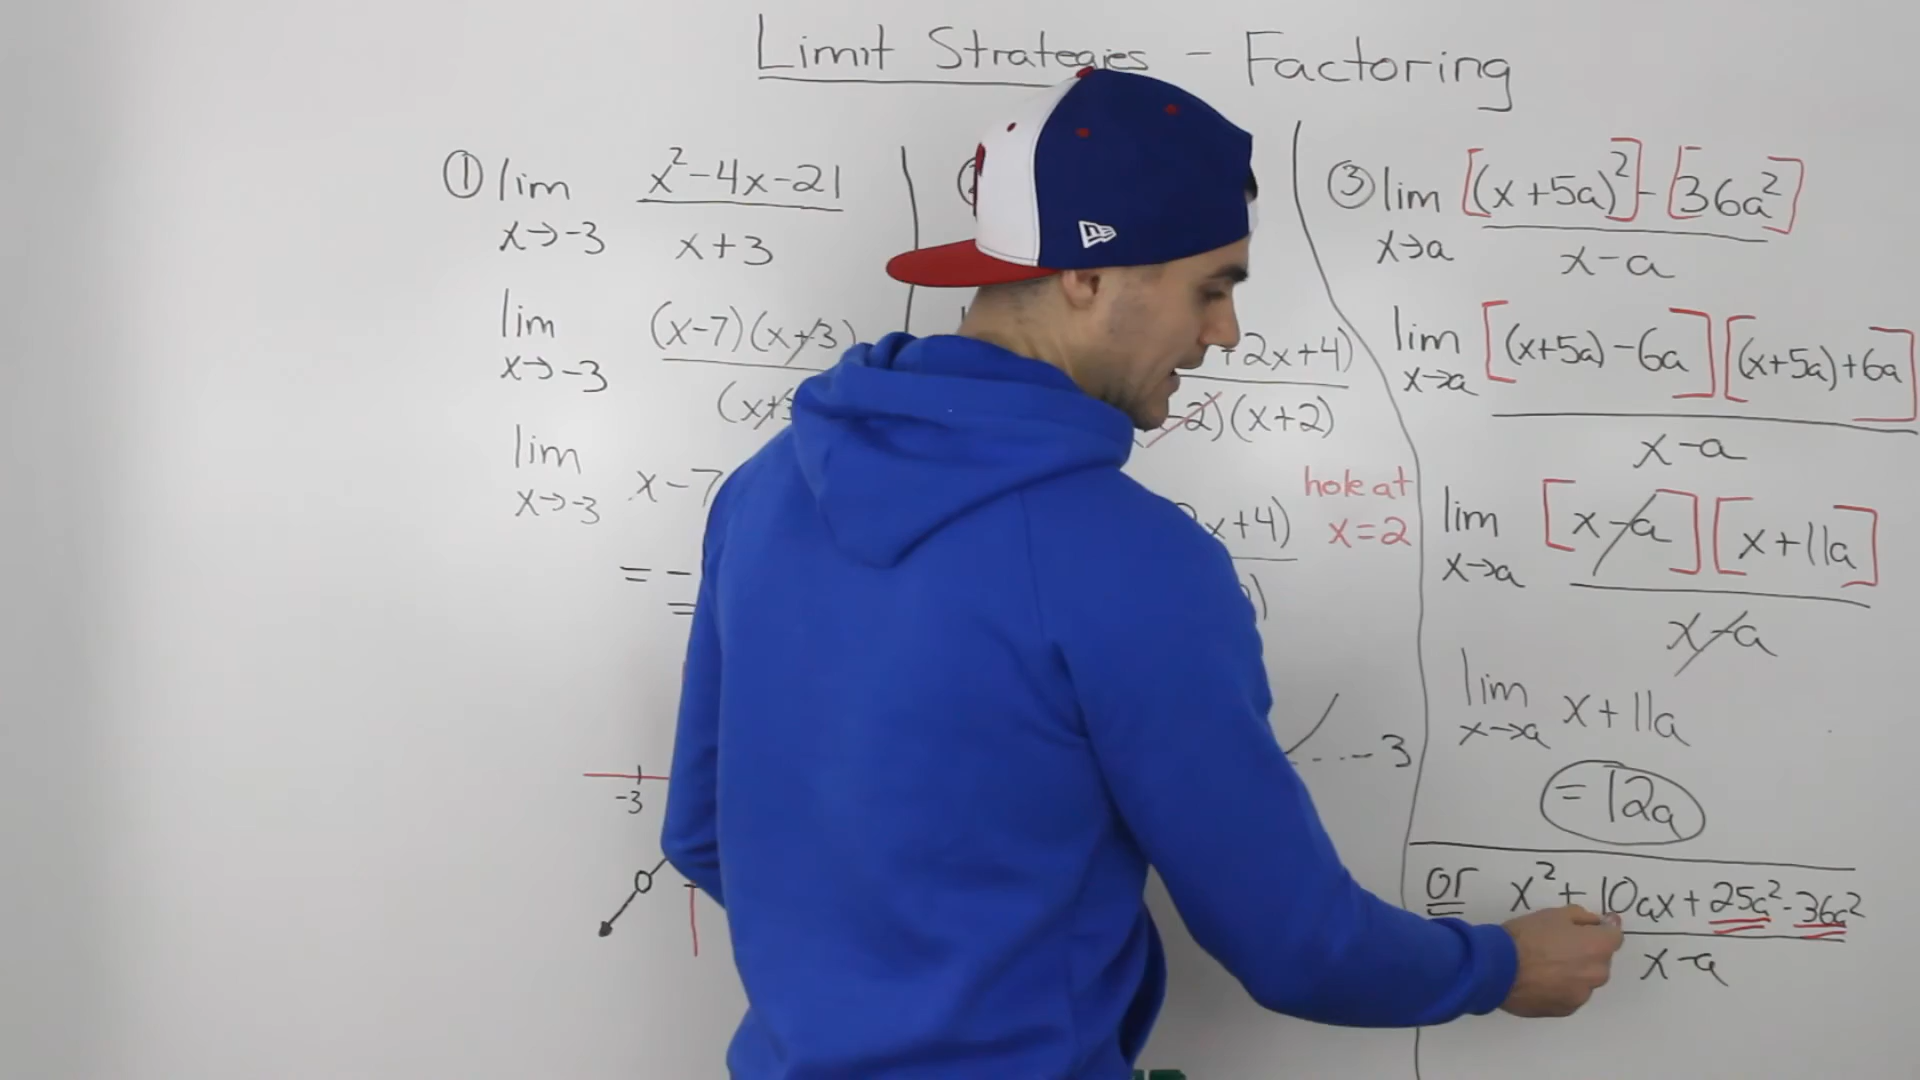 Limit Strategies - Factoring
① lim x²-4x-21
x→-3 x+3
lim (x-7)(x+3)
x→-3 (x+3
lim x-7
x→-3
= -
=
-3
+2x+4)
-2)(x+2)
hole at
x=2
x+4)
)
3
③ lim [(x+5a)²]-[36a²]
x→a x-a
lim [(x+5a)-6a][(x+5a)+6a]
x→a
x-a
lim [x-a][x+11a]
x→a
x-a
lim x+11a
x→a
= 12a
or x²+10ax+25a²-36a²
x-a